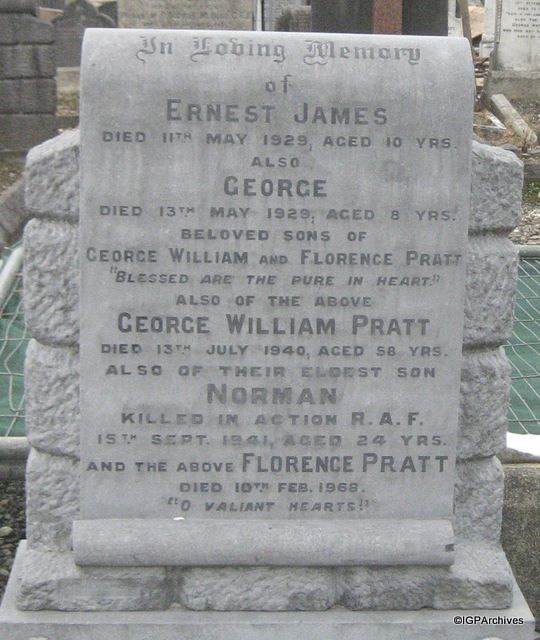 In Loving Memory
of
ERNEST JAMES
DIED 11TH MAY 1929, AGED 10 YRS.
ALSO
GEORGE
DIED 13TH MAY 1929, AGED 8 YRS.
BELOVED SONS OF
GEORGE WILLIAM AND FLORENCE PRATT
"BLESSED ARE THE PURE IN HEART."
ALSO OF THE ABOVE
GEORGE WILLIAM PRATT
DIED 13TH JULY 1940, AGED 58 YRS.
ALSO OF THEIR ELDEST SON
NORMAN
KILLED IN ACTION R.A.F.
15TH SEPT. 1941, AGED 24 YRS.
AND THE ABOVE FLORENCE PRATT
DIED 10TH FEB. 1968.
"O VALIANT HEARTS"
©IGPArchives